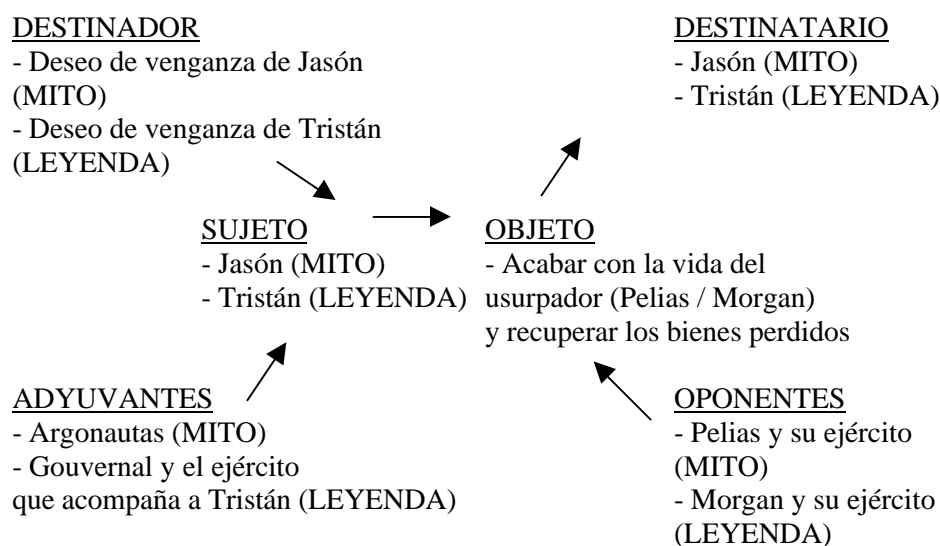 DESTINADOR
- Deseo de venganza de Jasón
(MITO)
- Deseo de venganza de Tristán
(LEYENDA)
DESTINATARIO
- Jasón (MITO)
- Tristán (LEYENDA)
SUJETO
- Jasón (MITO)
- Tristán (LEYENDA)
OBJETO
- Acabar con la vida del
usurpador (Pelias / Morgan)
y recuperar los bienes perdidos
ADYUVANTES
- Argonautas (MITO)
- Gouvernal y el ejército
que acompaña a Tristán (LEYENDA)
OPONENTES
- Pelias y su ejército
(MITO)
- Morgan y su ejército
(LEYENDA)